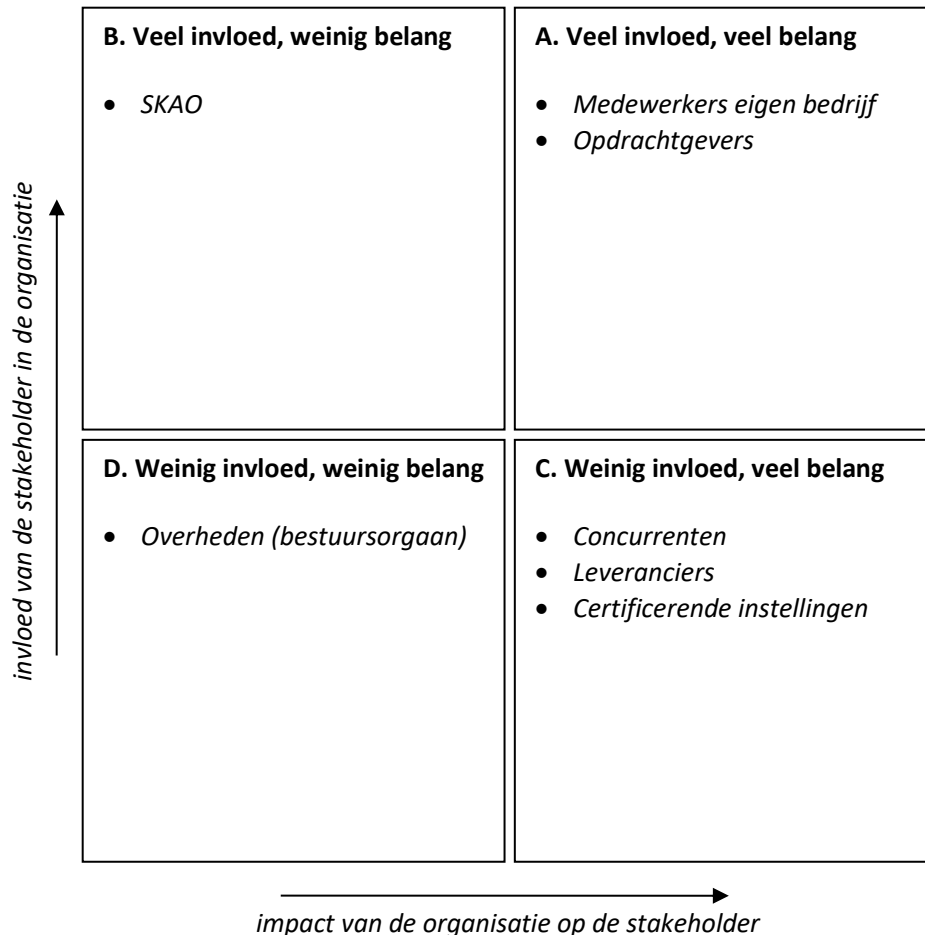 B. Veel invloed, weinig belang
• SKAO
A. Veel invloed, veel belang
• Medewerkers eigen bedrijf
• Opdrachtgevers
invloed van de stakeholder in de organisatie
D. Weinig invloed, weinig belang
• Overheden (bestuursorgaan)
C. Weinig invloed, veel belang
• Concurrenten
• Leveranciers
• Certificerende instellingen
impact van de organisatie op de stakeholder